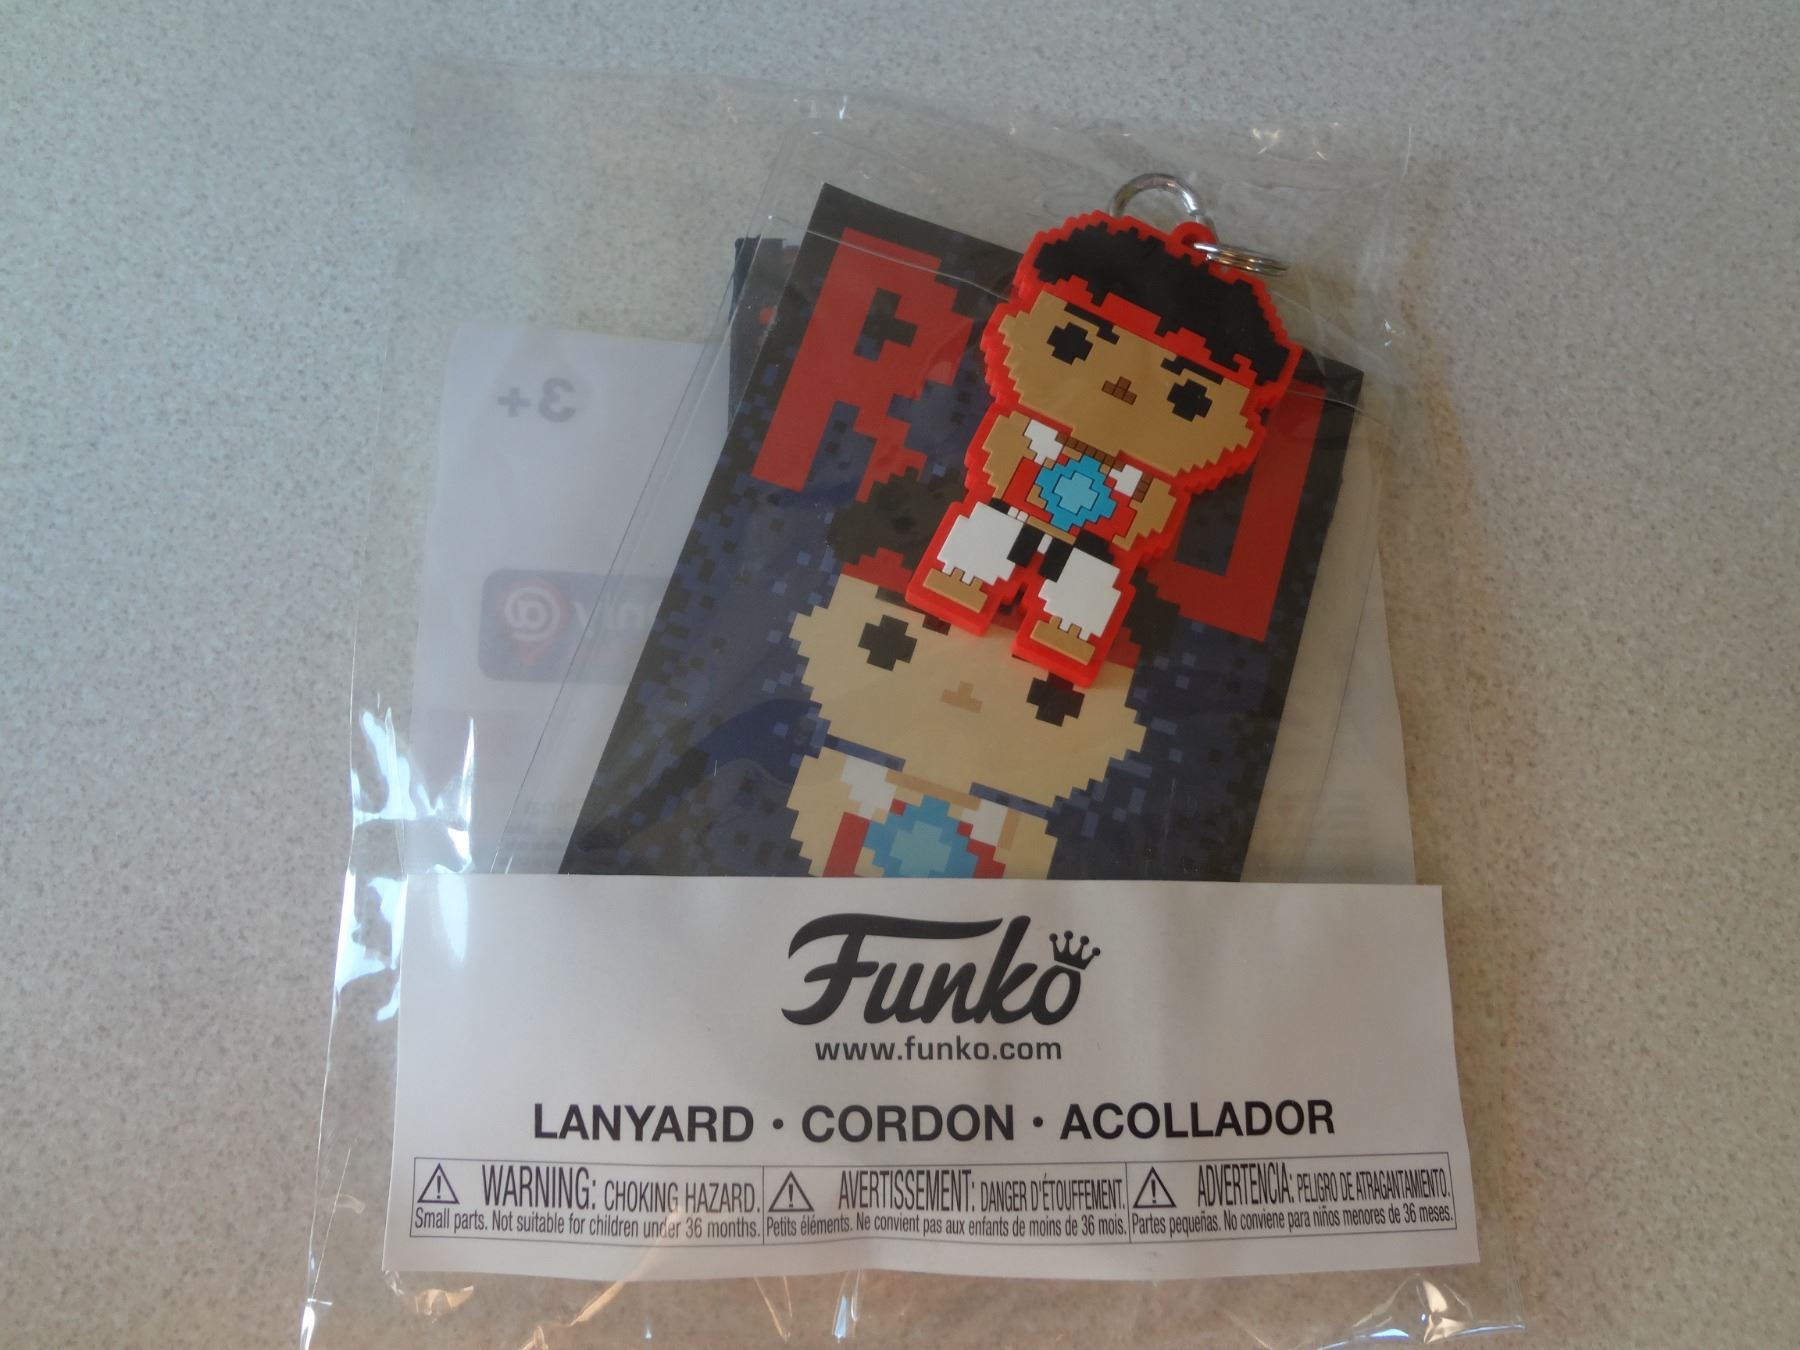 R U
3+
Funko
www.funko.com
LANYARD • CORDON • ACOLLADOR
WARNING: CHOKING HAZARD.
Small parts. Not suitable for children under 36 months.
AVERTISSEMENT: DANGER D'ÉTOUFFEMENT.
Petits éléments. Ne convient pas aux enfants de moins de 36 mois.
ADVERTENCIA: PELIGRO DE ATRAGANTAMIENTO.
Partes pequeñas. No conviene para niños menores de 36 meses.